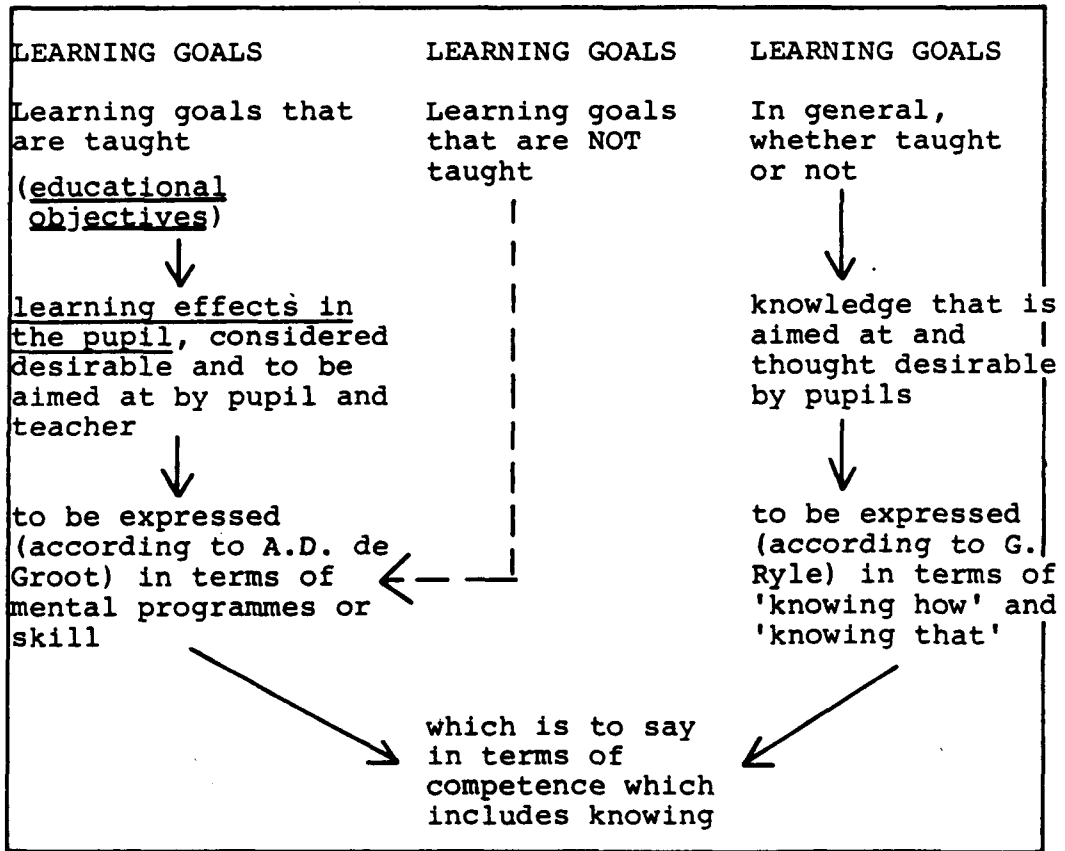 LEARNING GOALS
Learning goals that
are taught
(educational
objectives)
learning effects in
the pupil, considered
desirable and to be
aimed at by pupil and
teacher
to be expressed
(according to A.D. de
Groot) in terms of
mental programmes or
skill
LEARNING GOALS
Learning goals
that are NOT
taught
LEARNING GOALS
In general,
whether taught
or not
knowledge that is
aimed at and
thought desirable
by pupils
to be expressed
(according to G.
Ryle) in terms of
'knowing how' and
'knowing that'
which is to say
in terms of
competence which
includes knowing